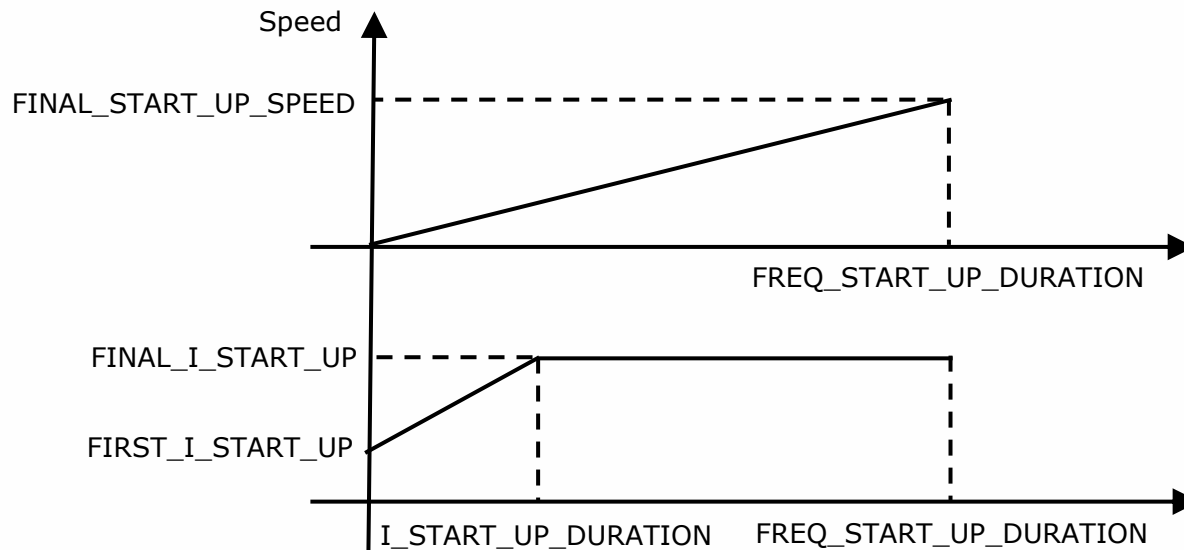 Speed
FINAL_START_UP_SPEED
FREQ_START_UP_DURATION
FINAL_I_START_UP
FIRST_I_START_UP
I_START_UP_DURATION
FREQ_START_UP_DURATION